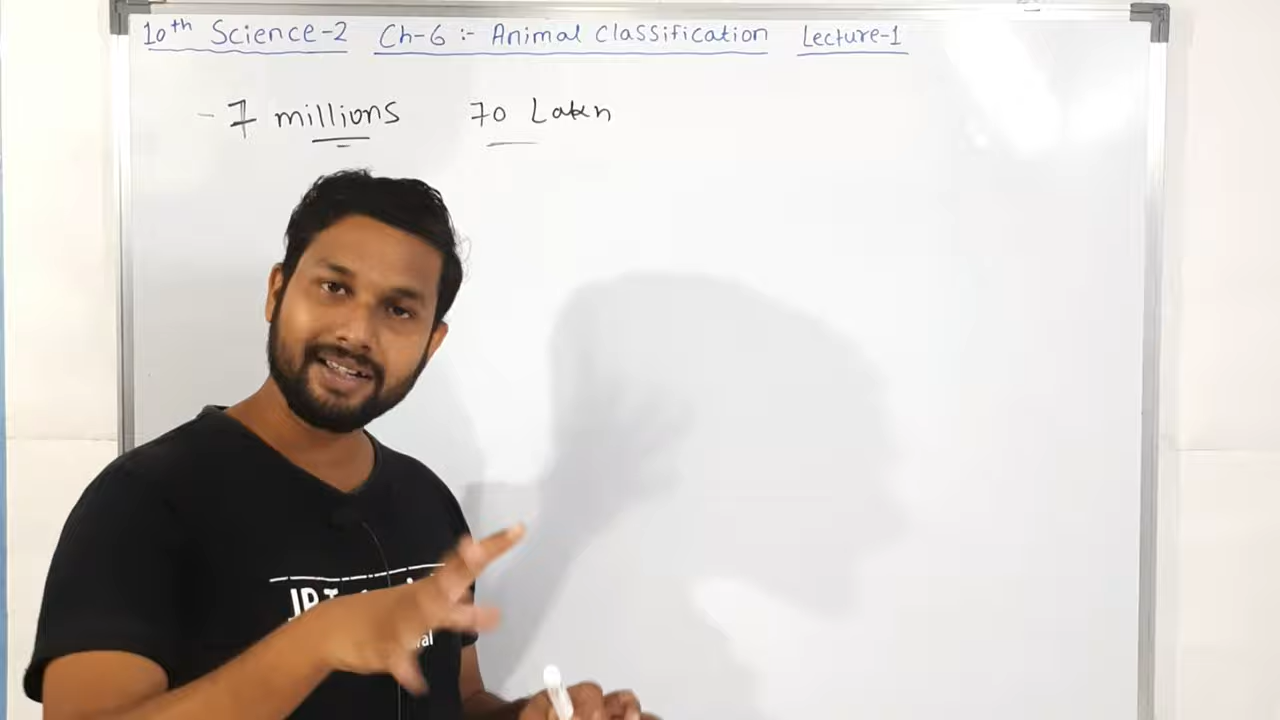 10th Science-2 Ch-6 :- Animal Classification Lecture-1
- 7 millions 70 Lakh